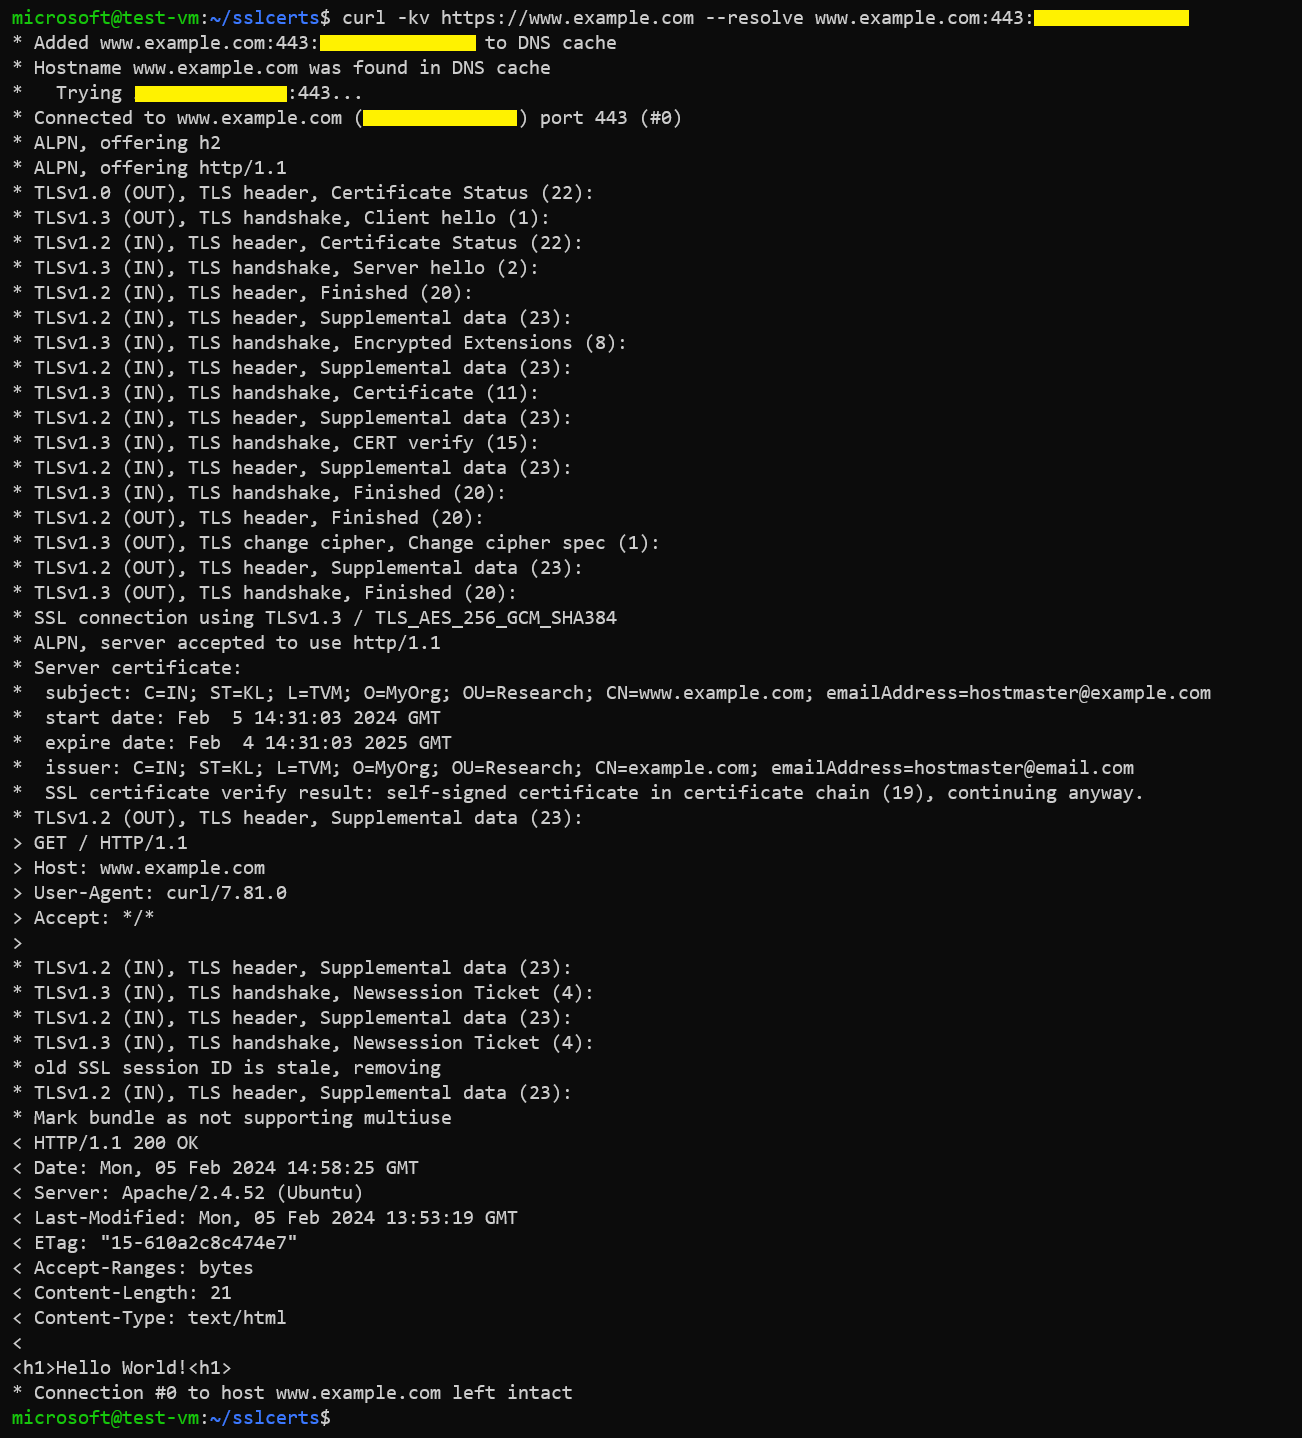 microsoft@test-vm:~/sslcerts$ curl -kv https://www.example.com --resolve www.example.com:443:
* Added www.example.com:443: to DNS cache
* Hostname www.example.com was found in DNS cache
*   Trying :443...
* Connected to www.example.com () port 443 (#0)
* ALPN, offering h2
* ALPN, offering http/1.1
* TLSv1.0 (OUT), TLS header, Certificate Status (22):
* TLSv1.3 (OUT), TLS handshake, Client hello (1):
* TLSv1.2 (IN), TLS header, Certificate Status (22):
* TLSv1.3 (IN), TLS handshake, Server hello (2):
* TLSv1.2 (IN), TLS header, Finished (20):
* TLSv1.2 (IN), TLS header, Supplemental data (23):
* TLSv1.3 (IN), TLS handshake, Encrypted Extensions (8):
* TLSv1.2 (IN), TLS header, Supplemental data (23):
* TLSv1.3 (IN), TLS handshake, Certificate (11):
* TLSv1.2 (IN), TLS header, Supplemental data (23):
* TLSv1.3 (IN), TLS handshake, CERT verify (15):
* TLSv1.2 (IN), TLS header, Supplemental data (23):
* TLSv1.3 (IN), TLS handshake, Finished (20):
* TLSv1.2 (OUT), TLS header, Finished (20):
* TLSv1.3 (OUT), TLS change cipher, Change cipher spec (1):
* TLSv1.2 (OUT), TLS header, Supplemental data (23):
* TLSv1.3 (OUT), TLS handshake, Finished (20):
* SSL connection using TLSv1.3 / TLS_AES_256_GCM_SHA384
* ALPN, server accepted to use http/1.1
* Server certificate:
*  subject: C=IN; ST=KL; L=TVM; O=MyOrg; OU=Research; CN=www.example.com; emailAddress=hostmaster@example.com
*  start date: Feb  5 14:31:03 2024 GMT
*  expire date: Feb  4 14:31:03 2025 GMT
*  issuer: C=IN; ST=KL; L=TVM; O=MyOrg; OU=Research; CN=example.com; emailAddress=hostmaster@email.com
*  SSL certificate verify result: self-signed certificate in certificate chain (19), continuing anyway.
* TLSv1.2 (OUT), TLS header, Supplemental data (23):
> GET / HTTP/1.1
> Host: www.example.com
> User-Agent: curl/7.81.0
> Accept: */*
>
* TLSv1.2 (IN), TLS header, Supplemental data (23):
* TLSv1.3 (IN), TLS handshake, Newsession Ticket (4):
* TLSv1.2 (IN), TLS header, Supplemental data (23):
* TLSv1.3 (IN), TLS handshake, Newsession Ticket (4):
* old SSL session ID is stale, removing
* TLSv1.2 (IN), TLS header, Supplemental data (23):
* Mark bundle as not supporting multiuse
< HTTP/1.1 200 OK
< Date: Mon, 05 Feb 2024 14:58:25 GMT
< Server: Apache/2.4.52 (Ubuntu)
< Last-Modified: Mon, 05 Feb 2024 13:53:19 GMT
< ETag: "15-610a2c8c474e7"
< Accept-Ranges: bytes
< Content-Length: 21
< Content-Type: text/html
<
<h1>Hello World!<h1>
* Connection #0 to host www.example.com left intact
microsoft@test-vm:~/sslcerts$